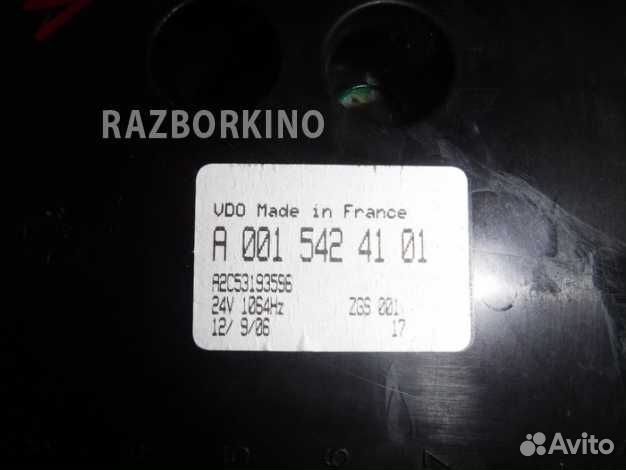 RAZBORKINO
VDO Made in France
A 001 542 41 01
A2C53193596
24V 1064Hz ZGS 001
12/ 9/06 17
Avito